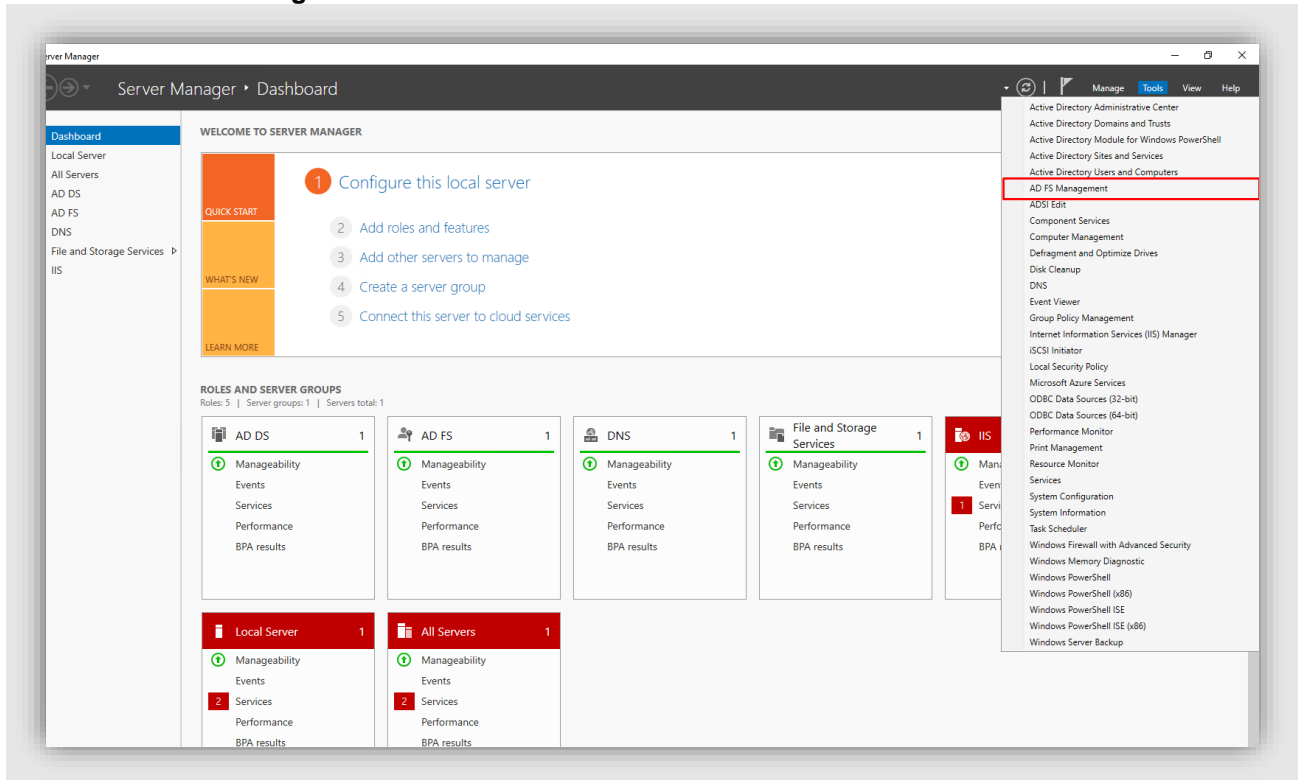 erver Manager
Server Manager • Dashboard
Manage Tools View Help
Dashboard
Local Server
All Servers
AD DS
AD FS
DNS
File and Storage Services
IIS
WELCOME TO SERVER MANAGER
QUICK START
WHAT'S NEW
LEARN MORE
1 Configure this local server
2 Add roles and features
3 Add other servers to manage
4 Create a server group
5 Connect this server to cloud services
ROLES AND SERVER GROUPS
Roles: 5 | Server groups: 1 | Servers total: 1
AD DS 1
Manageability
Events
Services
Performance
BPA results
AD FS 1
Manageability
Events
Services
Performance
BPA results
DNS 1
Manageability
Events
Services
Performance
BPA results
File and Storage
Services 1
Manageability
Events
Services
Performance
BPA results
IIS
Mana
Even
1 Servi
Perfo
BPA
Local Server 1
Manageability
Events
2 Services
Performance
BPA results
All Servers 1
Manageability
Events
2 Services
Performance
BPA results
Active Directory Administrative Center
Active Directory Domains and Trusts
Active Directory Module for Windows PowerShell
Active Directory Sites and Services
Active Directory Users and Computers
AD FS Management
ADSI Edit
Component Services
Computer Management
Defragment and Optimize Drives
Disk Cleanup
DNS
Event Viewer
Group Policy Management
Internet Information Services (IIS) Manager
iSCSI Initiator
Local Security Policy
Microsoft Azure Services
ODBC Data Sources (32-bit)
ODBC Data Sources (64-bit)
Performance Monitor
Print Management
Resource Monitor
Services
System Configuration
System Information
Task Scheduler
Windows Firewall with Advanced Security
Windows Memory Diagnostic
Windows PowerShell
Windows PowerShell (x86)
Windows PowerShell ISE
Windows PowerShell ISE (x86)
Windows Server Backup